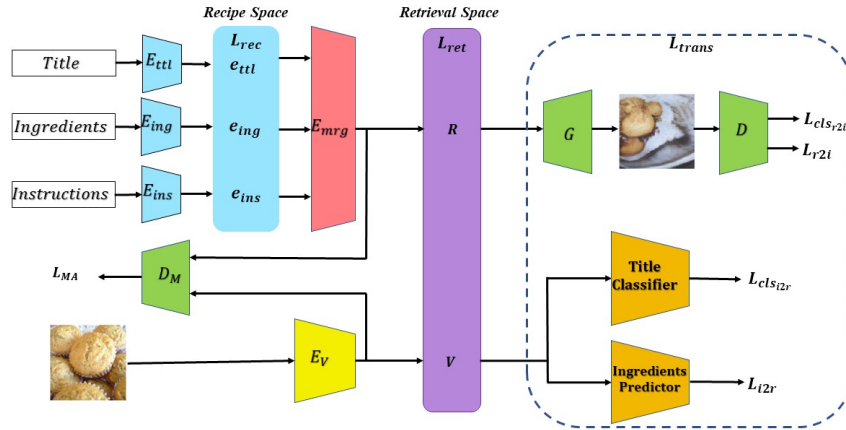 Recipe Space
Retrieval Space
L_rec
L_ret
L_trans
Title
E_ttl
e_ttl
Ingredients
E_ing
e_ing
E_mrg
R
G
D
L_cls_r2i
L_r2i
Instructions
E_ins
e_ins
L_MA
D_M
Title
Classifier
L_cls_i2r
E_V
V
Ingredients
Predictor
L_i2r